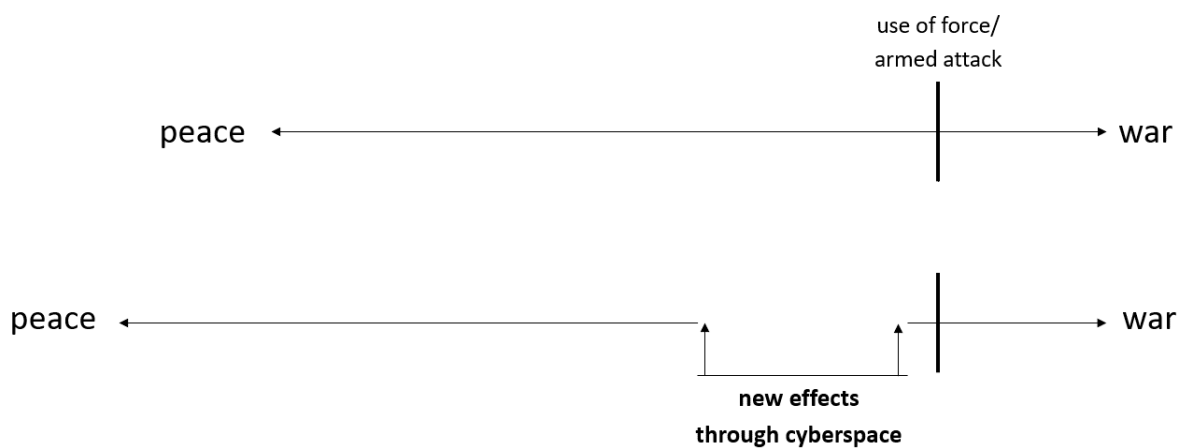 use of force/
armed attack
peace
war
peace
war
new effects
through cyberspace